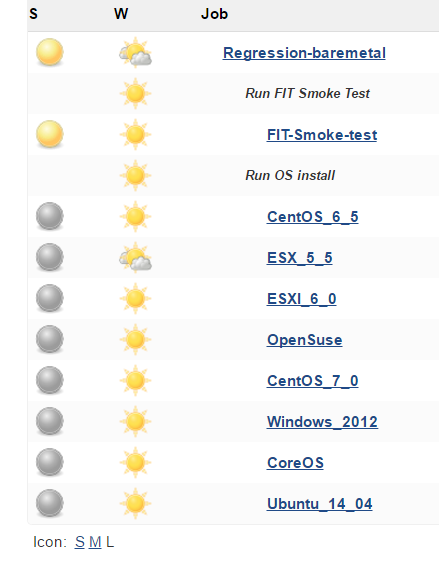 S W Job
Regression-baremetal
Run FIT Smoke Test
FIT-Smoke-test
Run OS install
CentOS_6_5
ESX_5_5
ESXI_6_0
OpenSuse
CentOS_7_0
Windows_2012
CoreOS
Ubuntu_14_04
Icon: S M L